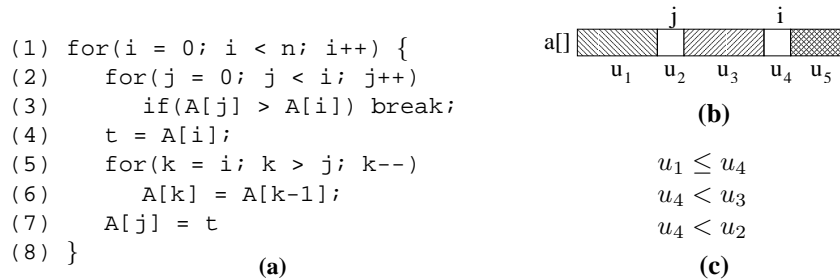 (1) for(i = 0; i < n; i++) {
(2) for(j = 0; j < i; j++)
(3) if(A[j] > A[i]) break;
(4) t = A[i];
(5) for(k = i; k > j; k--)
(6) A[k] = A[k-1];
(7) A[j] = t
(8) }
(a)
j i
a[]
u₁ u₂ u₃ u₄ u₅
(b)
u₁ ≤ u₄
u₄ < u₃
u₄ < u₂
(c)